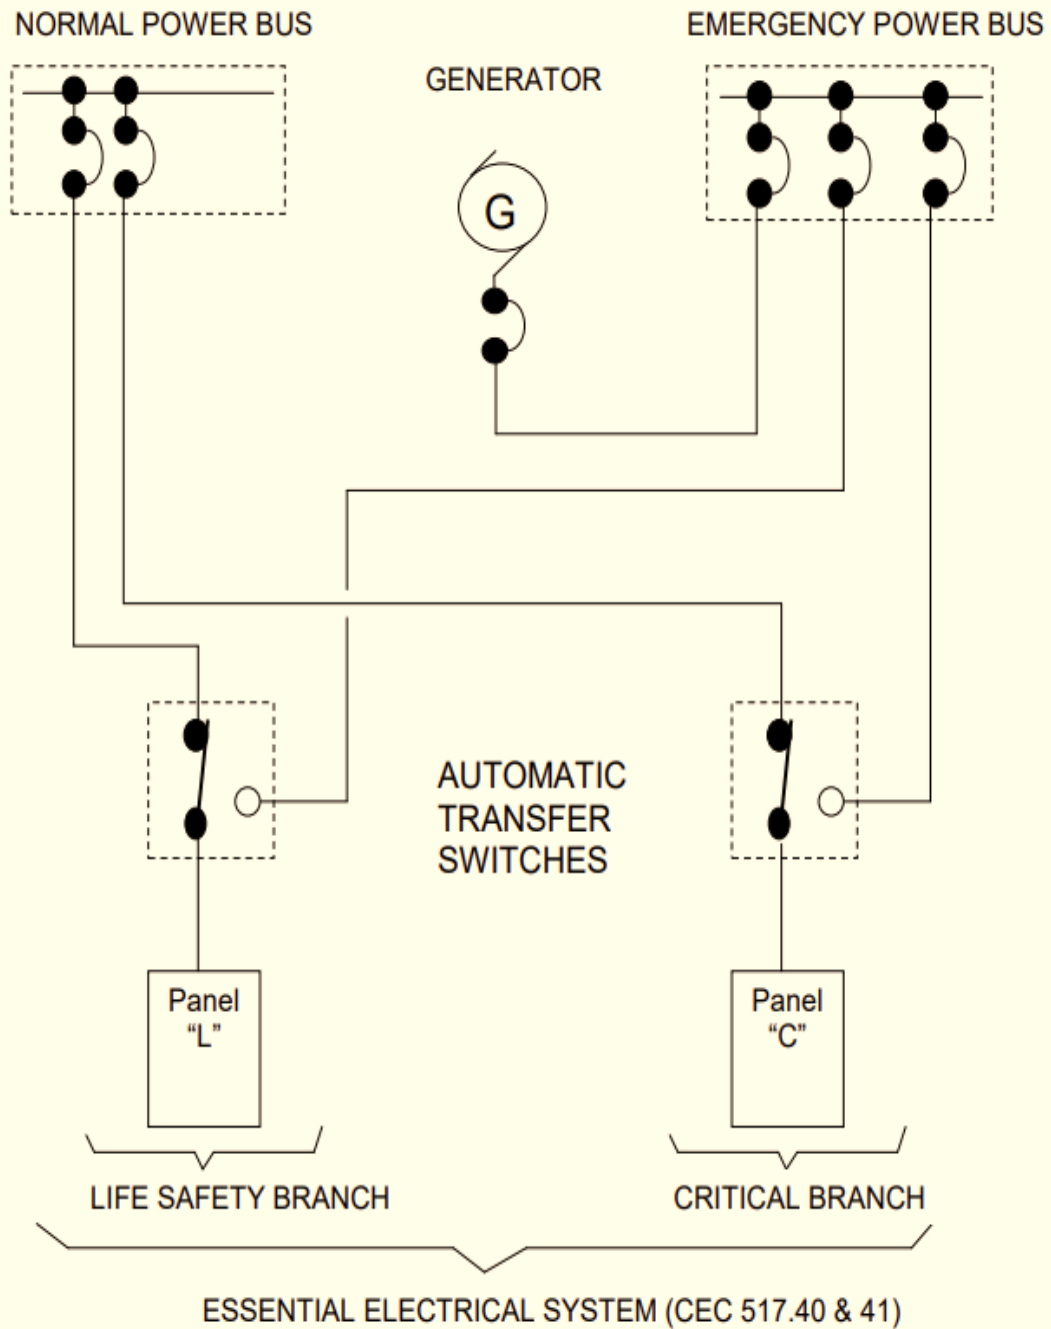 NORMAL POWER BUS
EMERGENCY POWER BUS
GENERATOR
G
AUTOMATIC
TRANSFER
SWITCHES
Panel
“L”
Panel
“C”
LIFE SAFETY BRANCH
CRITICAL BRANCH
ESSENTIAL ELECTRICAL SYSTEM (CEC 517.40 & 41)